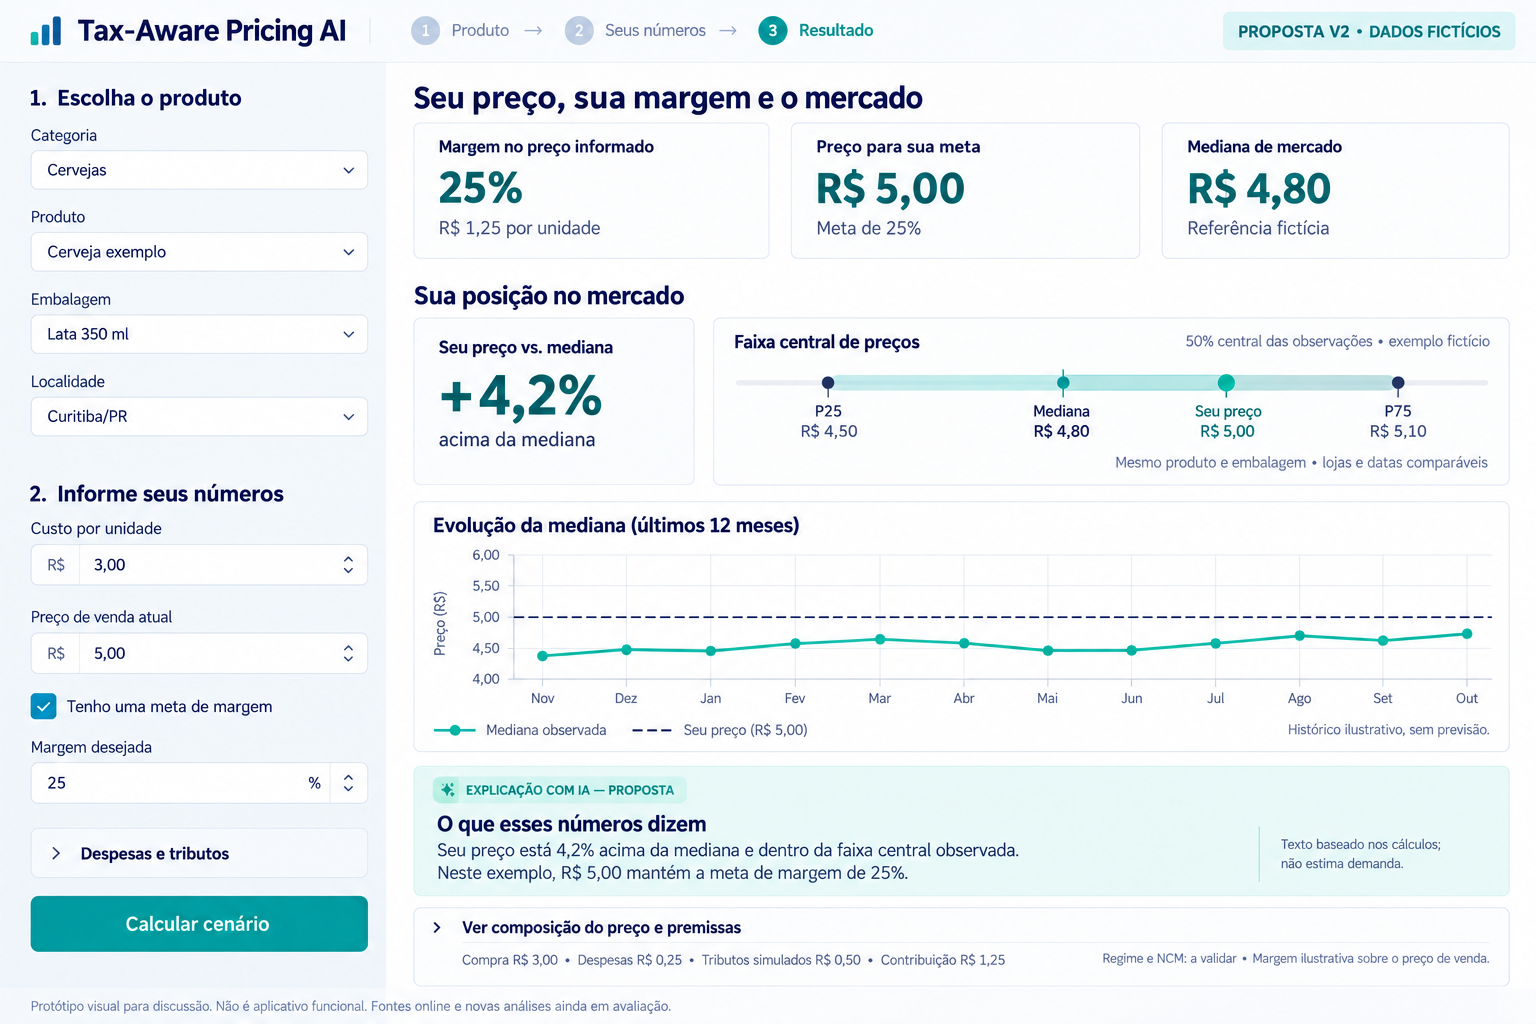 Tax-Aware Pricing AI
1 Produto → 2 Seus números → 3 Resultado
PROPOSTA V2 • DADOS FICTÍCIOS
1. Escolha o produto
Categoria
Cervejas
Produto
Cerveja exemplo
Embalagem
Lata 350 ml
Localidade
Curitiba/PR
2. Informe seus números
Custo por unidade
R$ 3,00
Preço de venda atual
R$ 5,00
Tenho uma meta de margem
Margem desejada
25 %
Despesas e tributos
Calcular cenário
Seu preço, sua margem e o mercado
Margem no preço informado
25%
R$ 1,25 por unidade
Preço para sua meta
R$ 5,00
Meta de 25%
Mediana de mercado
R$ 4,80
Referência fictícia
Sua posição no mercado
Seu preço vs. mediana
+4,2%
acima da mediana
Faixa central de preços
50% central das observações • exemplo fictício
P25
R$ 4,50
Mediana
R$ 4,80
Seu preço
R$ 5,00
P75
R$ 5,10
Mesmo produto e embalagem • lojas e datas comparáveis
Evolução da mediana (últimos 12 meses)
Preço (R$)
6,00
5,50
5,00
4,50
4,00
Nov Dez Jan Fev Mar Abr Mai Jun Jul Ago Set Out
Mediana observada
Seu preço (R$ 5,00)
Histórico ilustrativo, sem previsão.
EXPLICAÇÃO COM IA — PROPOSTA
O que esses números dizem
Seu preço está 4,2% acima da mediana e dentro da faixa central observada.
Neste exemplo, R$ 5,00 mantém a meta de margem de 25%.
Texto baseado nos cálculos;
não estima demanda.
Ver composição do preço e premissas
Compra R$ 3,00 • Despesas R$ 0,25 • Tributos simulados R$ 0,50 • Contribuição R$ 1,25
Regime e NCM: a validar • Margem ilustrativa sobre o preço de venda.
Protótipo visual para discussão. Não é aplicativo funcional. Fontes online e novas análises ainda em avaliação.